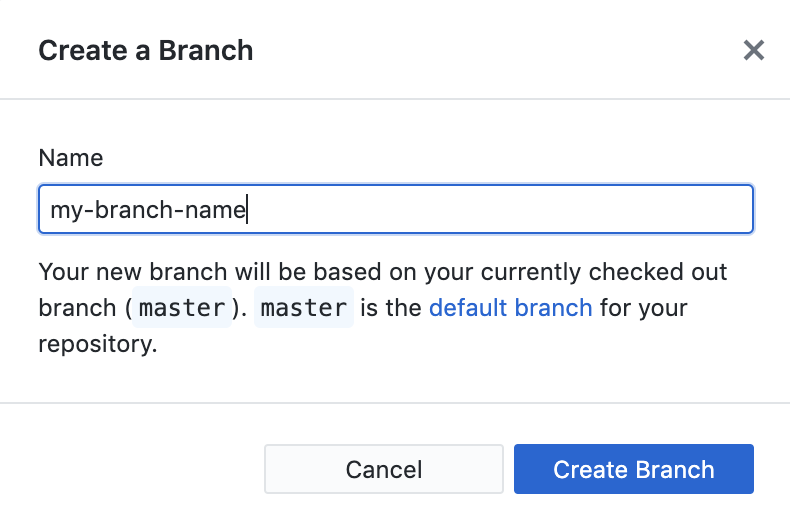 Create a Branch
Name
my-branch-name
Your new branch will be based on your currently checked out
branch (master). master is the default branch for your
repository.
Cancel
Create Branch